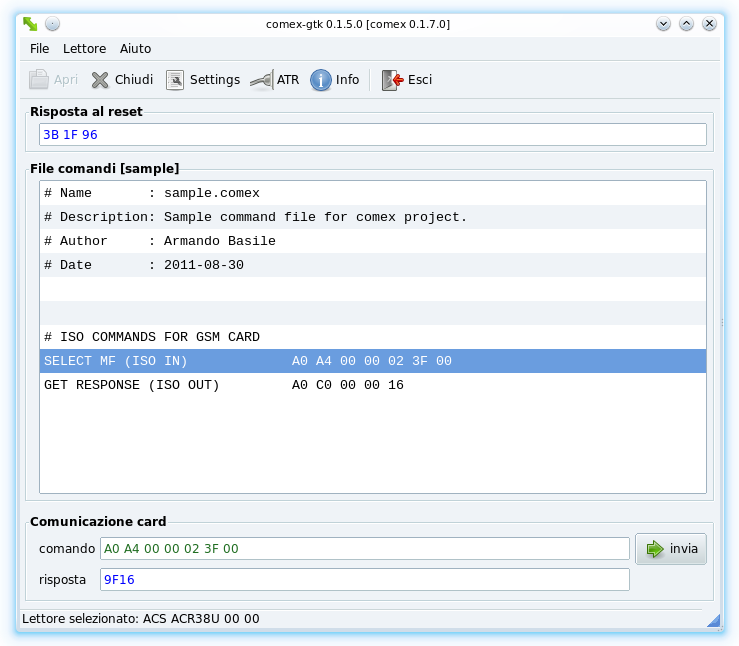 comex-gtk 0.1.5.0 [comex 0.1.7.0]
File Lettore Aiuto
Apri Chiudi Settings ATR Info Esci
Risposta al reset
3B 1F 96
File comandi [sample]
# Name : sample.comex
# Description: Sample command file for comex project.
# Author : Armando Basile
# Date : 2011-08-30
# ISO COMMANDS FOR GSM CARD
SELECT MF (ISO IN) A0 A4 00 00 02 3F 00
GET RESPONSE (ISO OUT) A0 C0 00 00 16
Comunicazione card
comando A0 A4 00 00 02 3F 00 invia
risposta 9F16
Lettore selezionato: ACS ACR38U 00 00